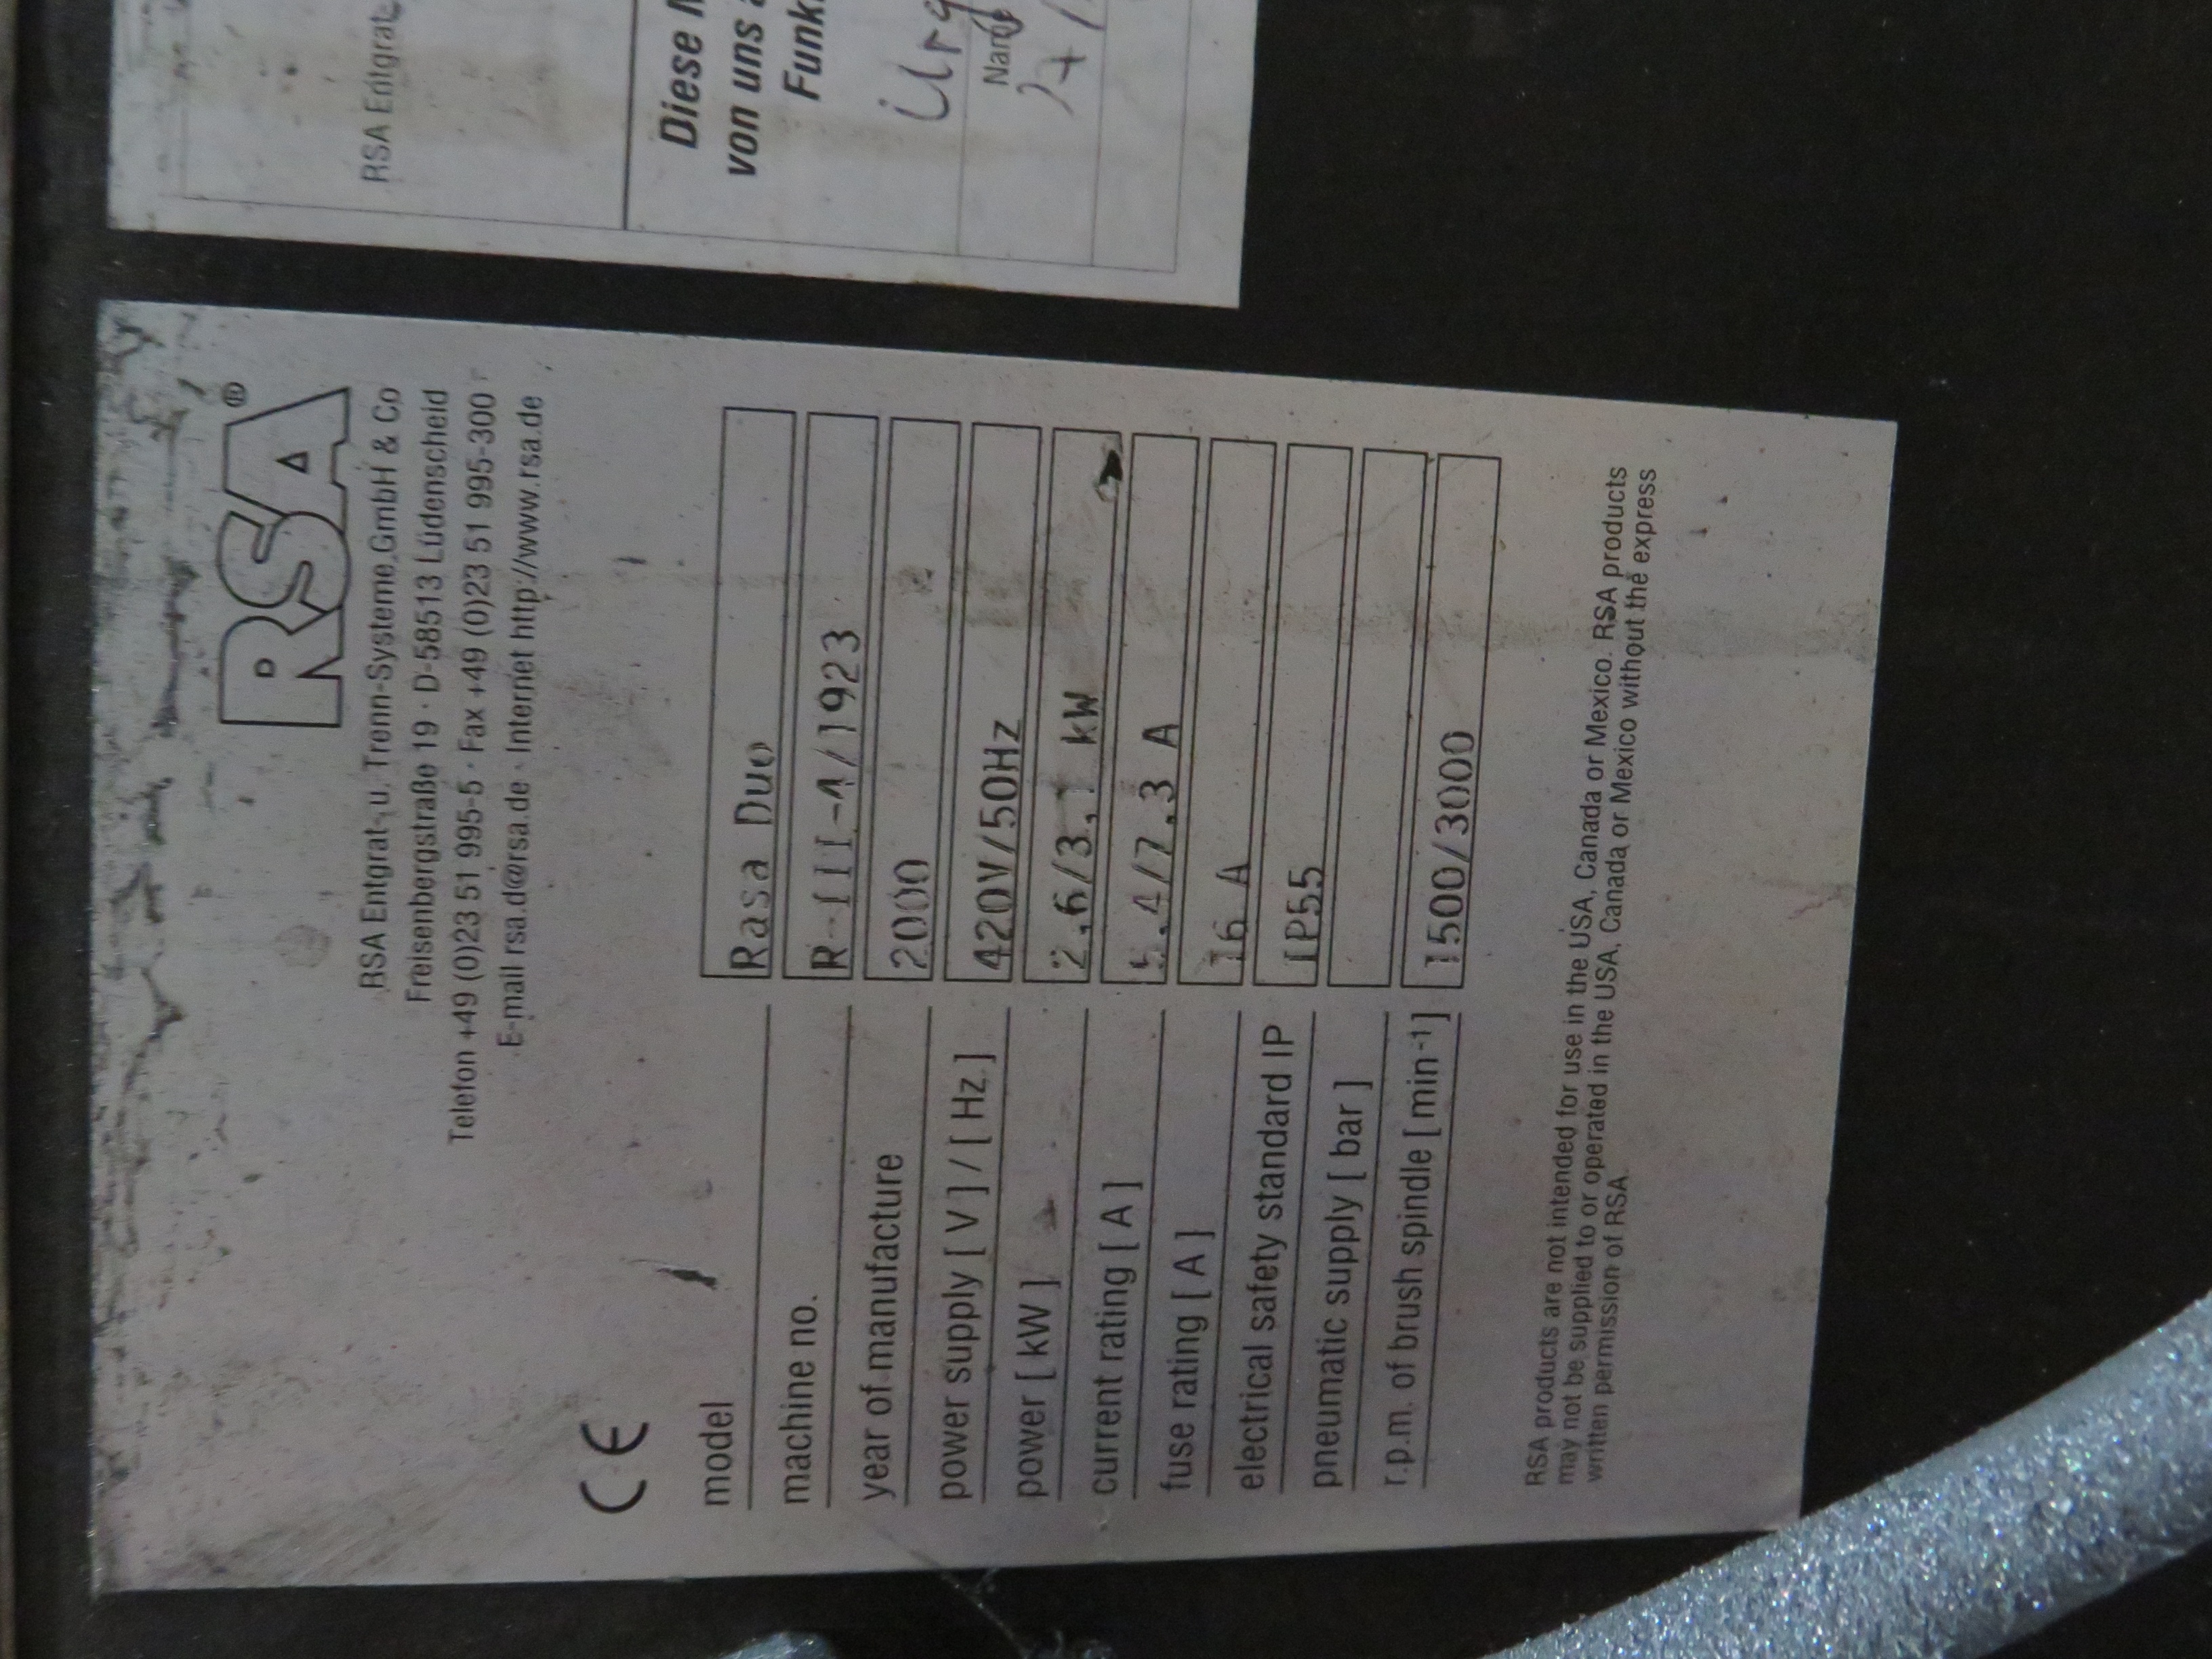 RSA®
RSA Entgrat- u. Trenn-Systeme GmbH & Co
Freisenbergstraße 19 · D-58513 Lüdenscheid
Telefon +49 (0)23 51 995-5 · Fax +49 (0)23 51 995-300
E-mail rsa.d@rsa.de · Internet http://www.rsa.de
CE
model Rasa Duo
machine no. R-III-A/1923
year of manufacture 2000
power supply [ V ] / [ Hz ] 420V/50Hz
power [ kW ] 2.6/3.1 kW
current rating [ A ] 5.4/7.3 A
fuse rating [ A ] 16 A
electrical safety standard IP IP55
pneumatic supply [ bar ]
r.p.m. of brush spindle [ min⁻¹ ] 1500/3000
RSA products are not intended for use in the USA, Canada or Mexico. RSA products
may not be supplied to or operated in the USA, Canada or Mexico without the express
written permission of RSA
RSA Entgrat-
Diese
von uns
Funk